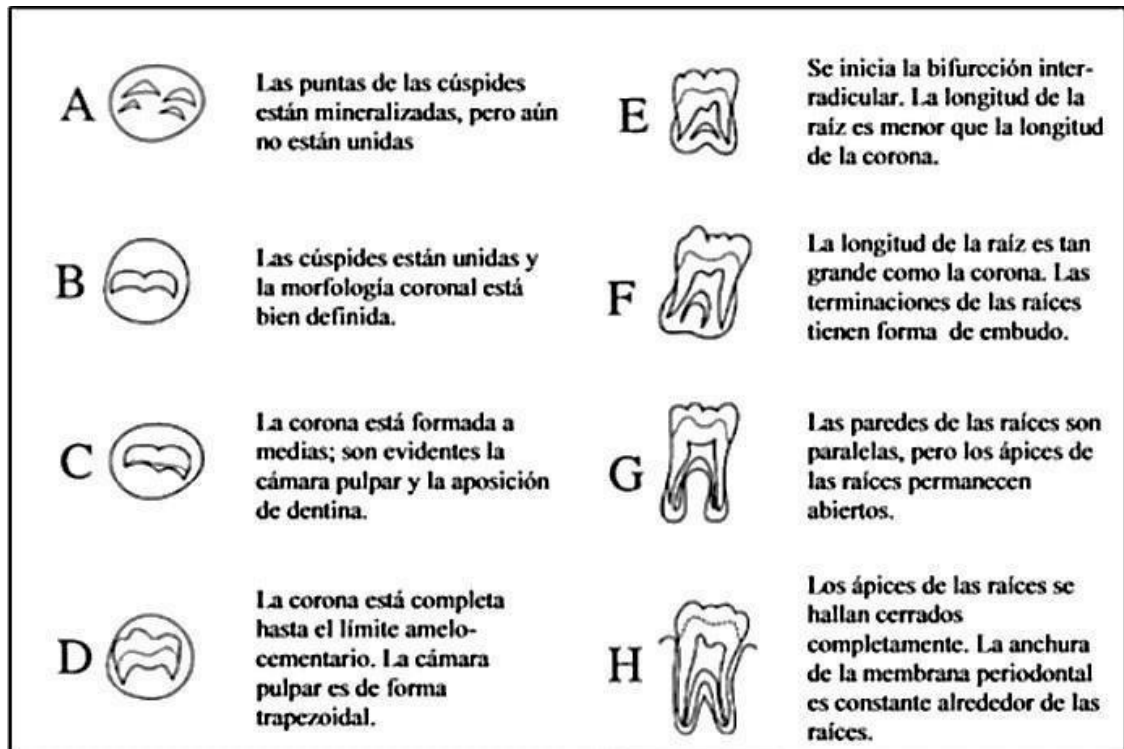 A
Las puntas de las cúspides
están mineralizadas, pero aún
no están unidas
B
Las cúspides están unidas y
la morfología coronal está
bien definida.
C
La corona está formada a
medias; son evidentes la
cámara pulpar y la aposición
de dentina.
D
La corona está completa
hasta el límite amelo-
cementario. La cámara
pulpar es de forma
trapezoidal.
E
Se inicia la bifurcción inter-
radicular. La longitud de la
raíz es menor que la longitud
de la corona.
F
La longitud de la raíz es tan
grande como la corona. Las
terminaciones de las raíces
tienen forma de embudo.
G
Las paredes de las raíces son
paralelas, pero los ápices de
las raíces permanecen
abiertos.
H
Los ápices de las raíces se
hallan cerrados
completamente. La anchura
de la membrana periodontal
es constante alrededor de las
raíces.